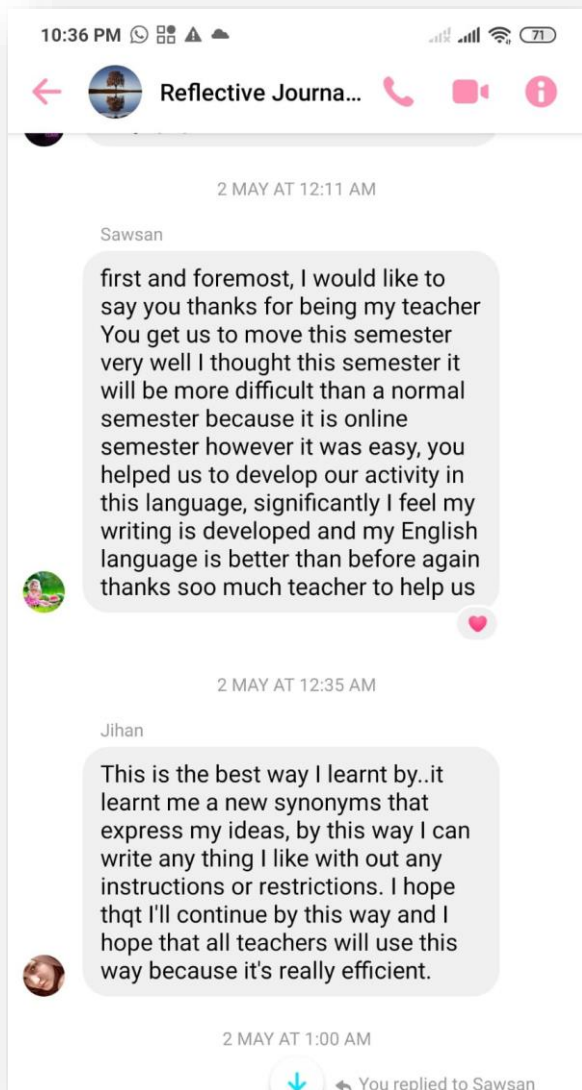 10:36 PM
71
Reflective Journa...
2 MAY AT 12:11 AM
Sawsan
first and foremost, I would like to
say you thanks for being my teacher
You get us to move this semester
very well I thought this semester it
will be more difficult than a normal
semester because it is online
semester however it was easy, you
helped us to develop our activity in
this language, significantly I feel my
writing is developed and my English
language is better than before again
thanks soo much teacher to help us
2 MAY AT 12:35 AM
Jihan
This is the best way I learnt by..it
learnt me a new synonyms that
express my ideas, by this way I can
write any thing I like with out any
instructions or restrictions. I hope
thqt I'll continue by this way and I
hope that all teachers will use this
way because it's really efficient.
2 MAY AT 1:00 AM
You replied to Sawsan